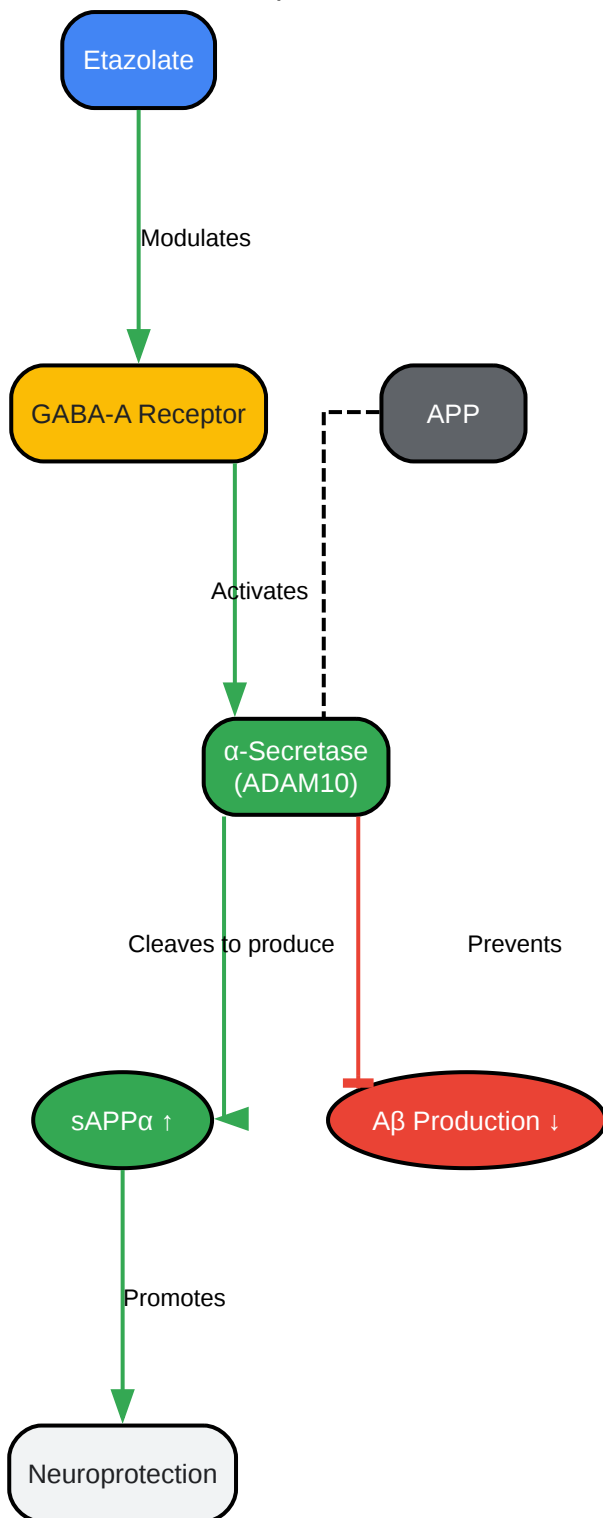 Etazolate
Modulates
GABA-A Receptor
APP
Activates
α-Secretase
(ADAM10)
Cleaves to produce
Prevents
sAPPα ↑
Aβ Production ↓
Promotes
Neuroprotection